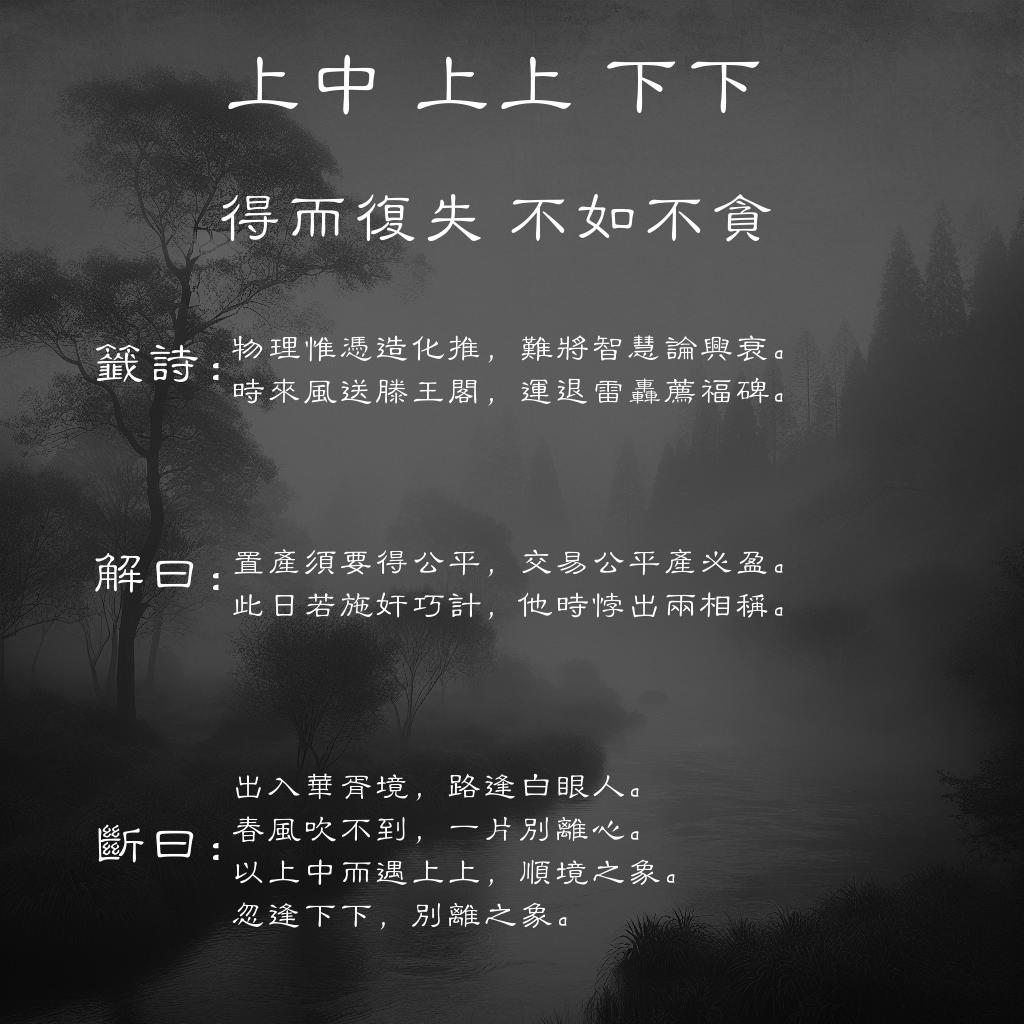 上中 上上 下下
得而復失 不如不貪
籤詩：
物理惟憑造化推，難將智慧論興衰。
時來風送滕王閣，運退雷轟薦福碑。
解曰：
置產須要得公平，交易公平產必盈。
此日若施奸巧計，他時悖出兩相稱。
斷曰：
出入華胥境，路逢白眼人。
春風吹不到，一片別離心。
以上中而遇上上，順境之象。
忽逢下下，別離之象。